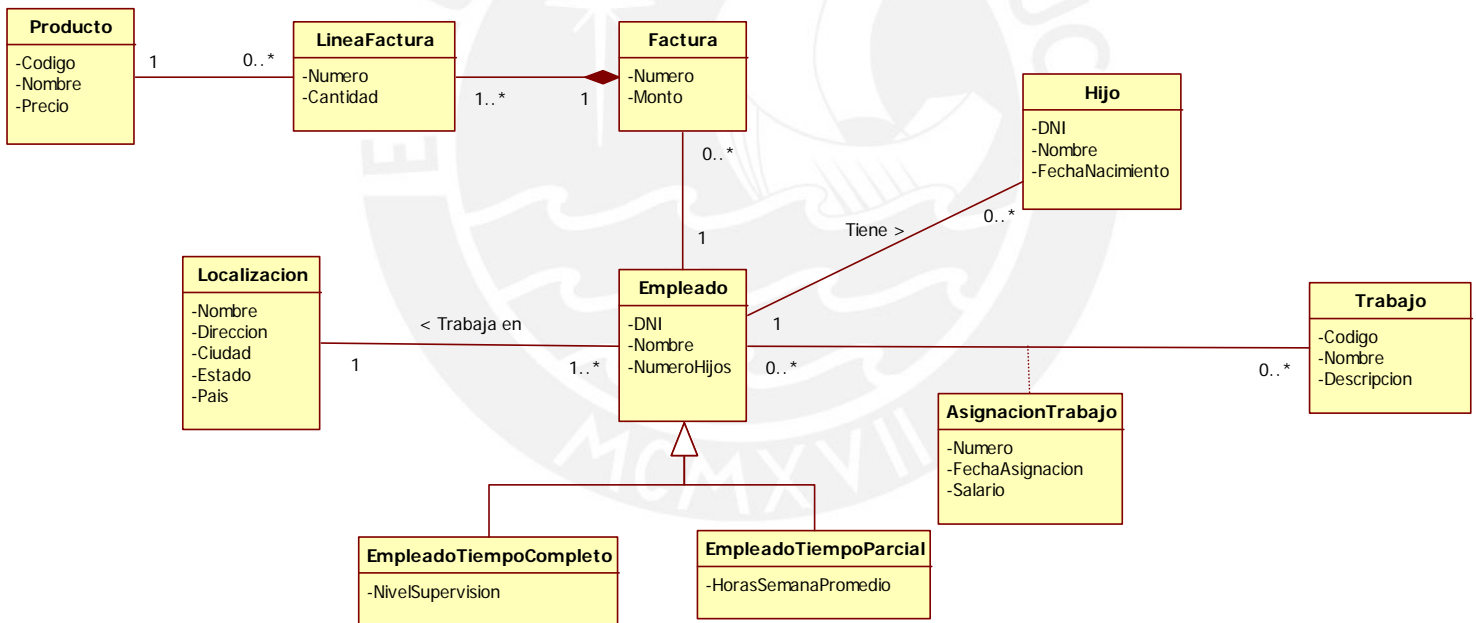 Producto
-Codigo
-Nombre
-Precio
1
0..*
LineaFactura
-Numero
-Cantidad
1..*
1
Factura
-Numero
-Monto
0..*
1
Hijo
-DNI
-Nombre
-FechaNacimiento
0..*
Tiene >
1
Localizacion
-Nombre
-Direccion
-Ciudad
-Estado
-Pais
< Trabaja en
1
1..*
Empleado
-DNI
-Nombre
-NumeroHijos
0..*
0..*
Trabajo
-Codigo
-Nombre
-Descripcion
AsignacionTrabajo
-Numero
-FechaAsignacion
-Salario
EmpleadoTiempoCompleto
-NivelSupervision
EmpleadoTiempoParcial
-HorasSemanaPromedio
MCMXVII